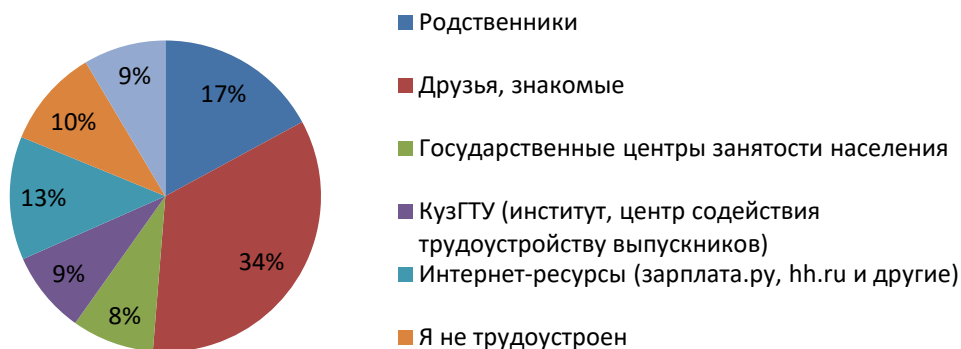 9%
17%
10%
13%
9%
8%
34%
Родственники
Друзья, знакомые
Государственные центры занятости населения
КузГТУ (институт, центр содействия
трудоустройству выпускников)
Интернет-ресурсы (зарплата.ру, hh.ru и другие)
Я не трудоустроен